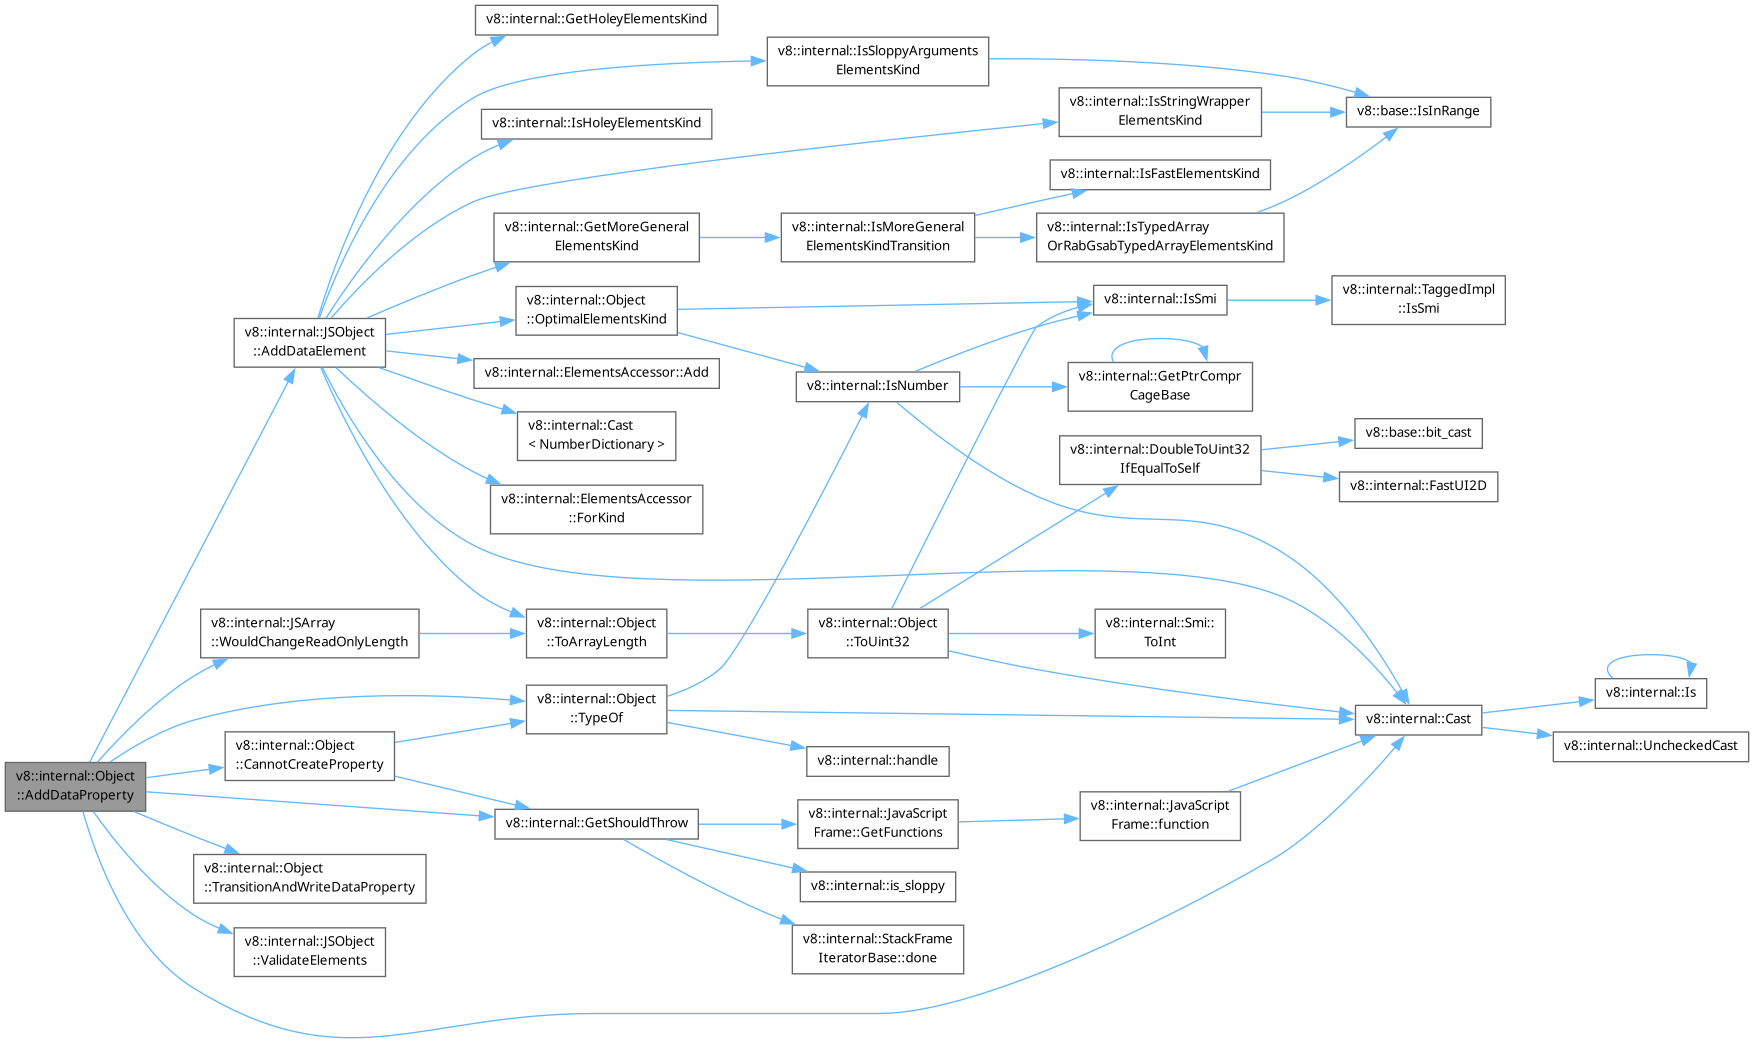 v8::internal::GetHoleyElementsKind
v8::internal::IsSloppyArguments
ElementsKind
v8::internal::IsStringWrapper
ElementsKind
v8::base::IsInRange
v8::internal::IsHoleyElementsKind
v8::internal::IsFastElementsKind
v8::internal::GetMoreGeneral
ElementsKind
v8::internal::IsMoreGeneral
ElementsKindTransition
v8::internal::IsTypedArray
OrRabGsabTypedArrayElementsKind
v8::internal::Object
::OptimalElementsKind
v8::internal::IsSmi
v8::internal::TaggedImpl
::IsSmi
v8::internal::JSObject
::AddDataElement
v8::internal::ElementsAccessor::Add
v8::internal::IsNumber
v8::internal::GetPtrCompr
CageBase
v8::internal::Cast
< NumberDictionary >
v8::internal::DoubleToUint32
IfEqualToSelf
v8::base::bit_cast
v8::internal::FastUI2D
v8::internal::ElementsAccessor
::ForKind
v8::internal::JSArray
::WouldChangeReadOnlyLength
v8::internal::Object
::ToArrayLength
v8::internal::Object
::ToUint32
v8::internal::Smi::
ToInt
v8::internal::Is
v8::internal::Object
::TypeOf
v8::internal::Cast
v8::internal::UncheckedCast
v8::internal::Object
::CannotCreateProperty
v8::internal::handle
v8::internal::Object
::AddDataProperty
v8::internal::GetShouldThrow
v8::internal::JavaScript
Frame::GetFunctions
v8::internal::JavaScript
Frame::function
v8::internal::Object
::TransitionAndWriteDataProperty
v8::internal::is_sloppy
v8::internal::JSObject
::ValidateElements
v8::internal::StackFrame
IteratorBase::done